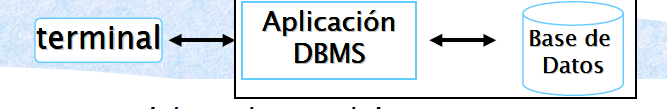 terminal
Aplicación
DBMS
Base de
Datos